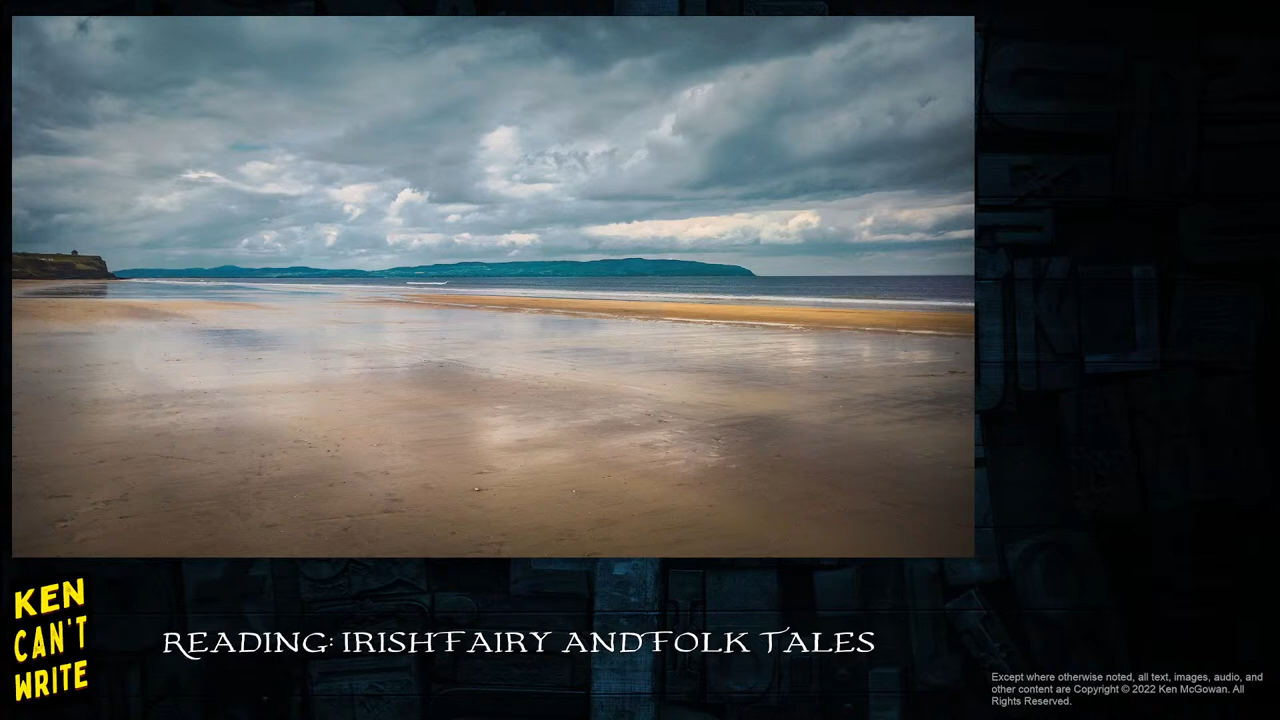 KEN
CAN'T
WRITE
READING: IRISH FAIRY AND FOLK TALES
Except where otherwise noted, all text, images, audio, and
other content are Copyright © 2022 Ken McGowan. All
Rights Reserved.